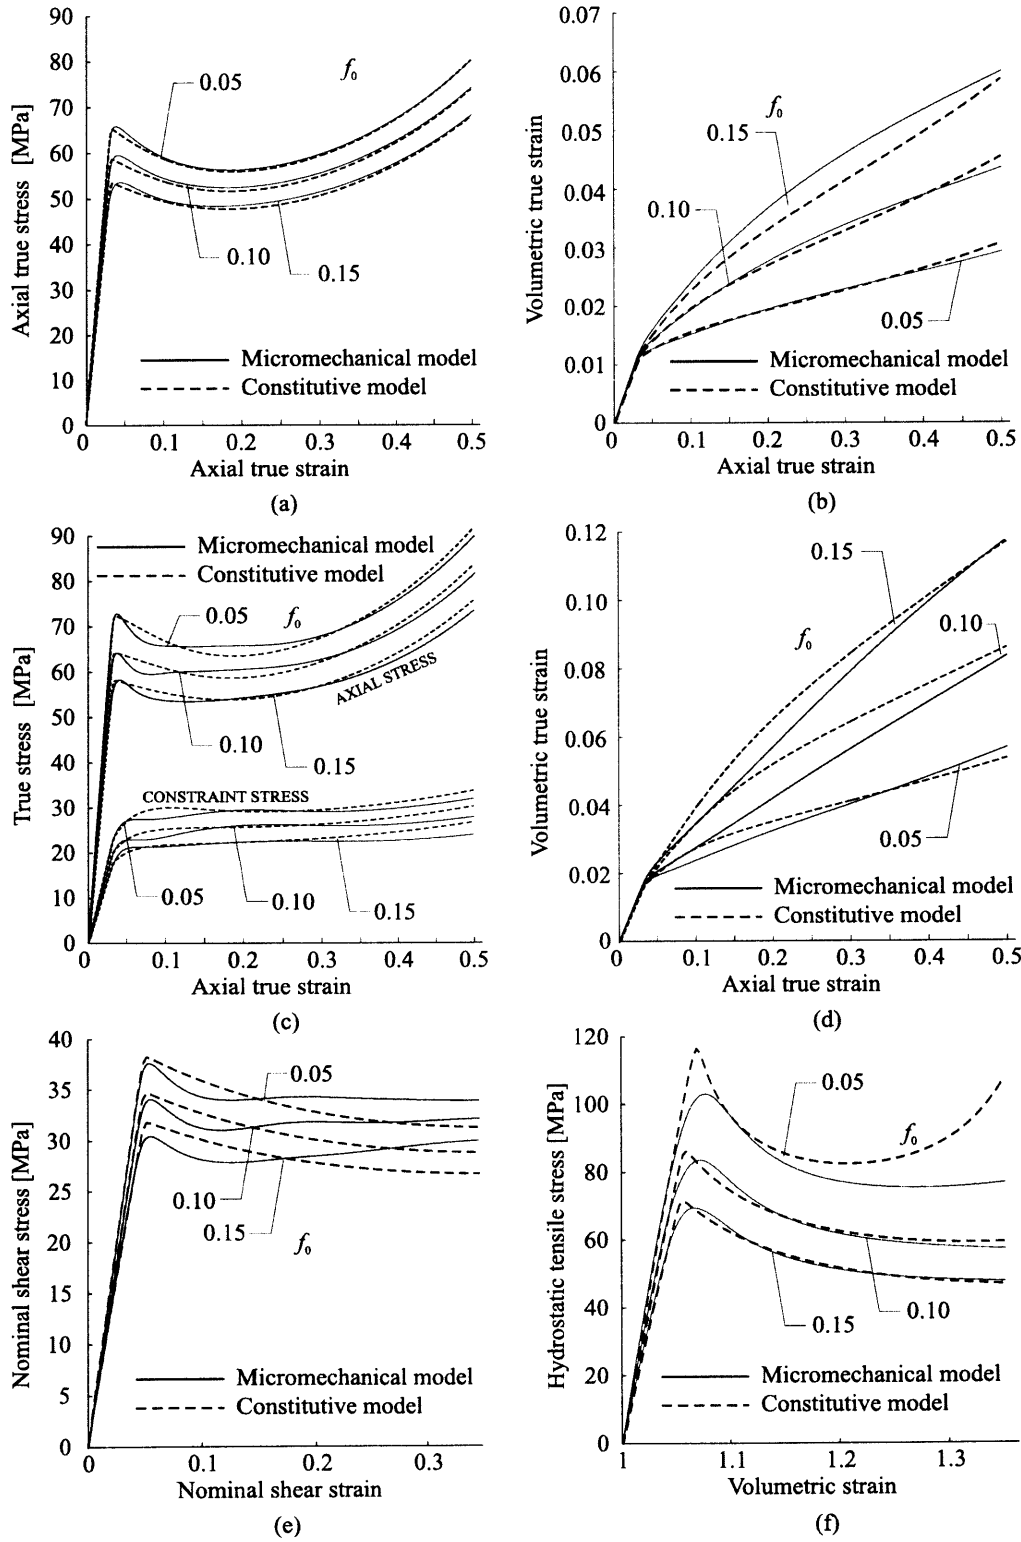 90
80
70
60
50
40
30
20
10
0
Axial true stress [MPa]
f₀
0.05
0.10
0.15
Micromechanical model
Constitutive model
0 0.1 0.2 0.3 0.4 0.5
Axial true strain
(a)
0.07
0.06
0.05
0.04
0.03
0.02
0.01
0
Volumetric true strain
f₀
0.15
0.10
0.05
Micromechanical model
Constitutive model
0 0.1 0.2 0.3 0.4 0.5
Axial true strain
(b)
90
80
70
60
50
40
30
20
10
0
True stress [MPa]
Micromechanical model
Constitutive model
0.05
f₀
AXIAL STRESS
0.10
0.15
CONSTRAINT STRESS
0.05
0.10
0.15
0 0.1 0.2 0.3 0.4 0.5
Axial true strain
(c)
0.12
0.10
0.08
0.06
0.04
0.02
0
Volumetric true strain
0.15
0.10
f₀
0.05
Micromechanical model
Constitutive model
0 0.1 0.2 0.3 0.4 0.5
Axial true strain
(d)
40
35
30
25
20
15
10
5
0
Nominal shear stress [MPa]
0.05
0.10
0.15
f₀
Micromechanical model
Constitutive model
0 0.1 0.2 0.3
Nominal shear strain
(e)
120
100
80
60
40
20
0
Hydrostatic tensile stress [MPa]
0.05
f₀
0.10
0.15
Micromechanical model
Constitutive model
1 1.1 1.2 1.3
Volumetric strain
(f)